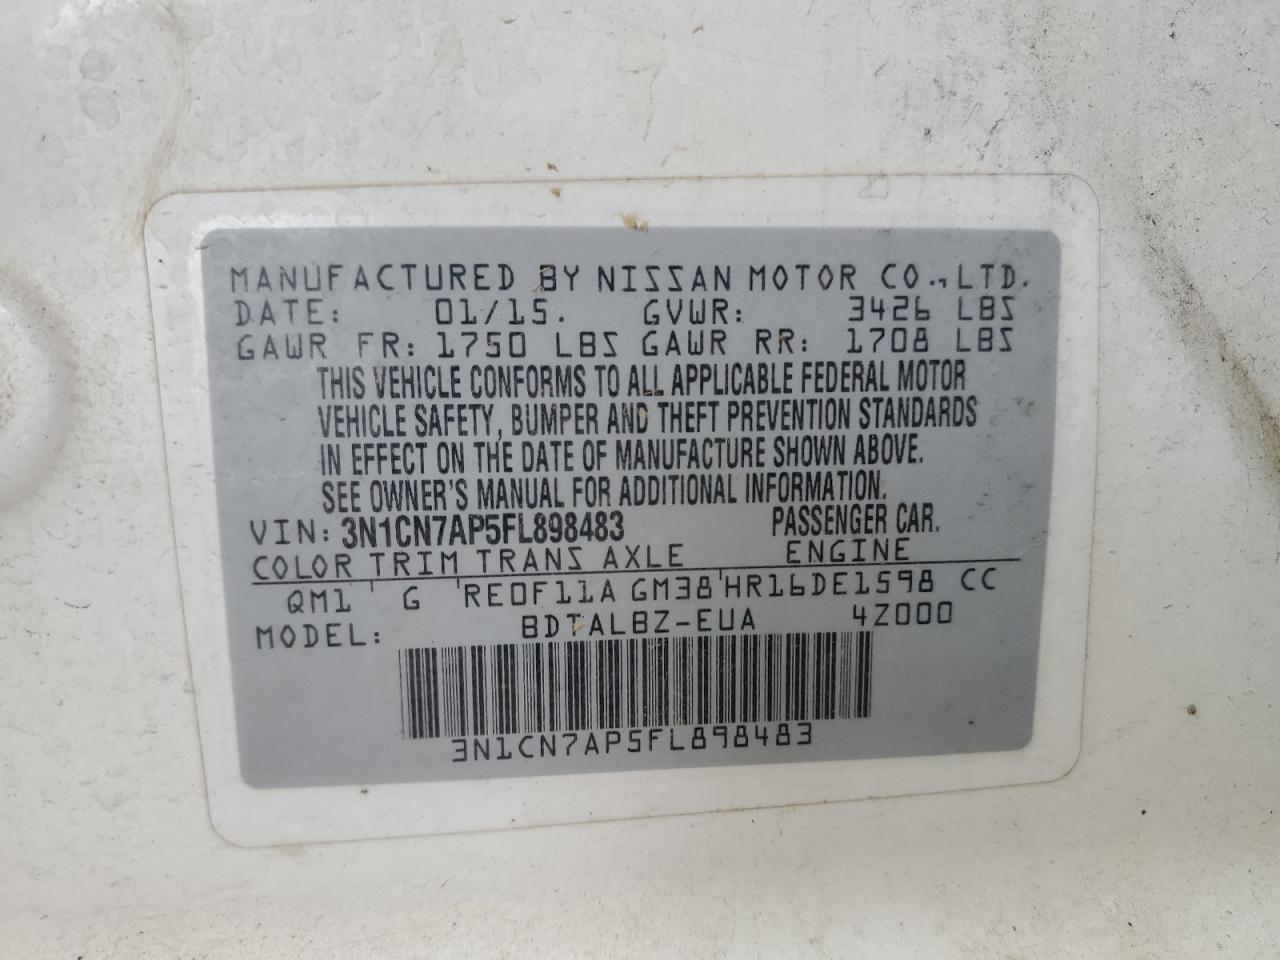 MANUFACTURED BY NISSAN MOTOR CO., LTD.
DATE: 01/15. GVWR: 3426 LBS
GAWR FR: 1750 LBS GAWR RR: 1708 LBS
THIS VEHICLE CONFORMS TO ALL APPLICABLE FEDERAL MOTOR
VEHICLE SAFETY, BUMPER AND THEFT PREVENTION STANDARDS
IN EFFECT ON THE DATE OF MANUFACTURE SHOWN ABOVE.
SEE OWNER'S MANUAL FOR ADDITIONAL INFORMATION.
VIN: 3N1CN7AP5FL898483 PASSENGER CAR.
COLOR TRIM TRANS AXLE ENGINE
QM1 G RE0F11A GM38 HR16DE1598 CC
MODEL: BDTALBZ-EUA 4Z000
3N1CN7AP5FL898483